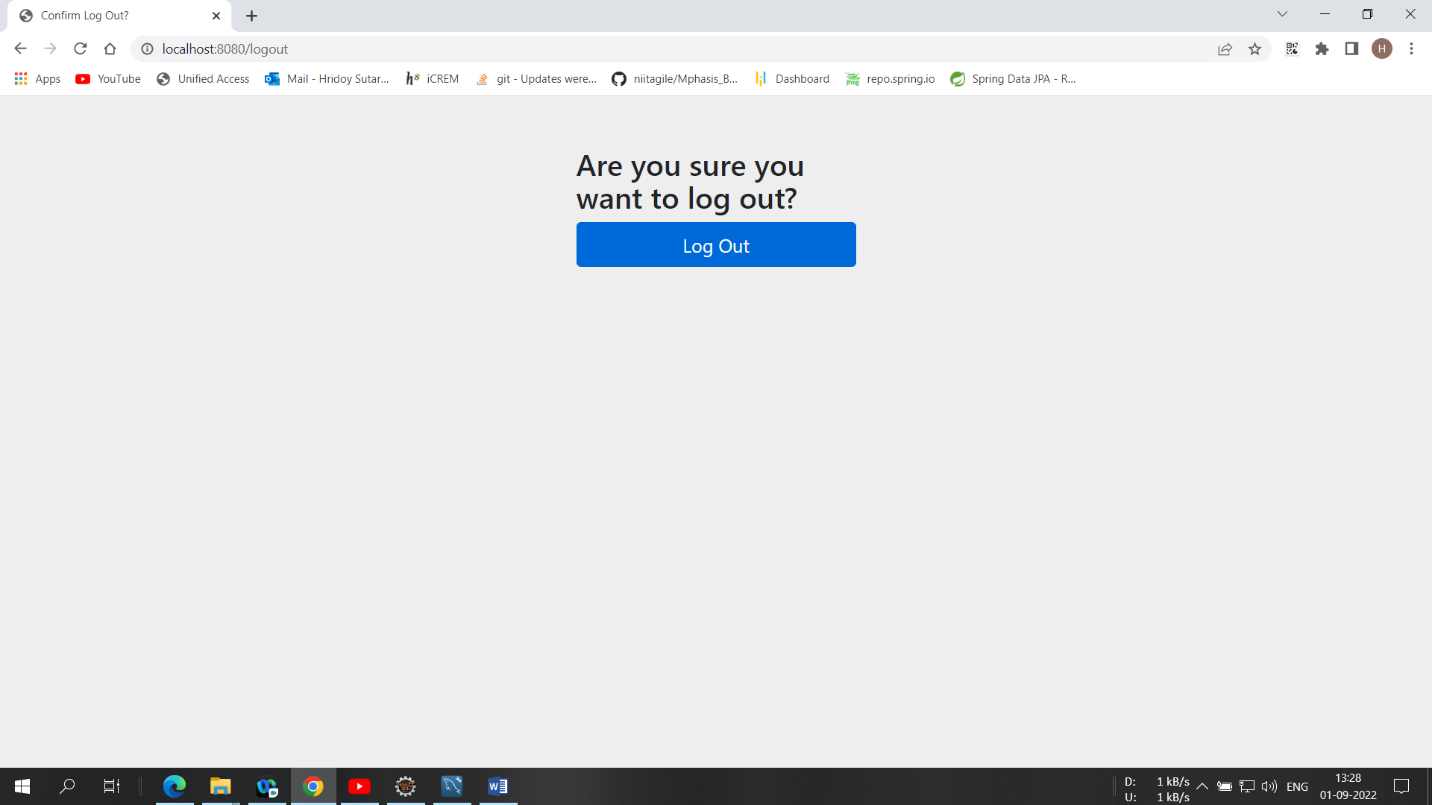 Confirm Log Out?
localhost:8080/logout
H
Apps
YouTube
Unified Access
Mail - Hridoy Sutar...
iCREM
git - Updates were...
niitagile/Mphasis_B...
Dashboard
repo.spring.io
Spring Data JPA - R...
Are you sure you
want to log out?
Log Out
D: 1 kB/s
U: 1 kB/s
ENG
13:28
01-09-2022